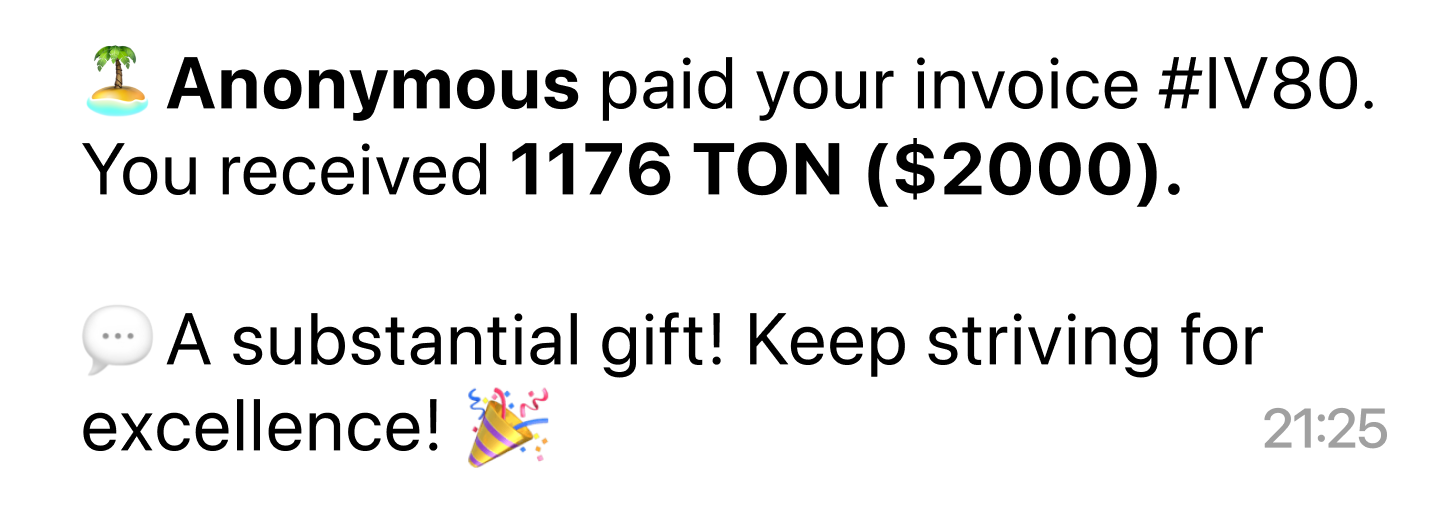 🏝 Anonymous paid your invoice #IV80.
You received 1176 TON ($2000).
💬 A substantial gift! Keep striving for
excellence! 🎉
21:25